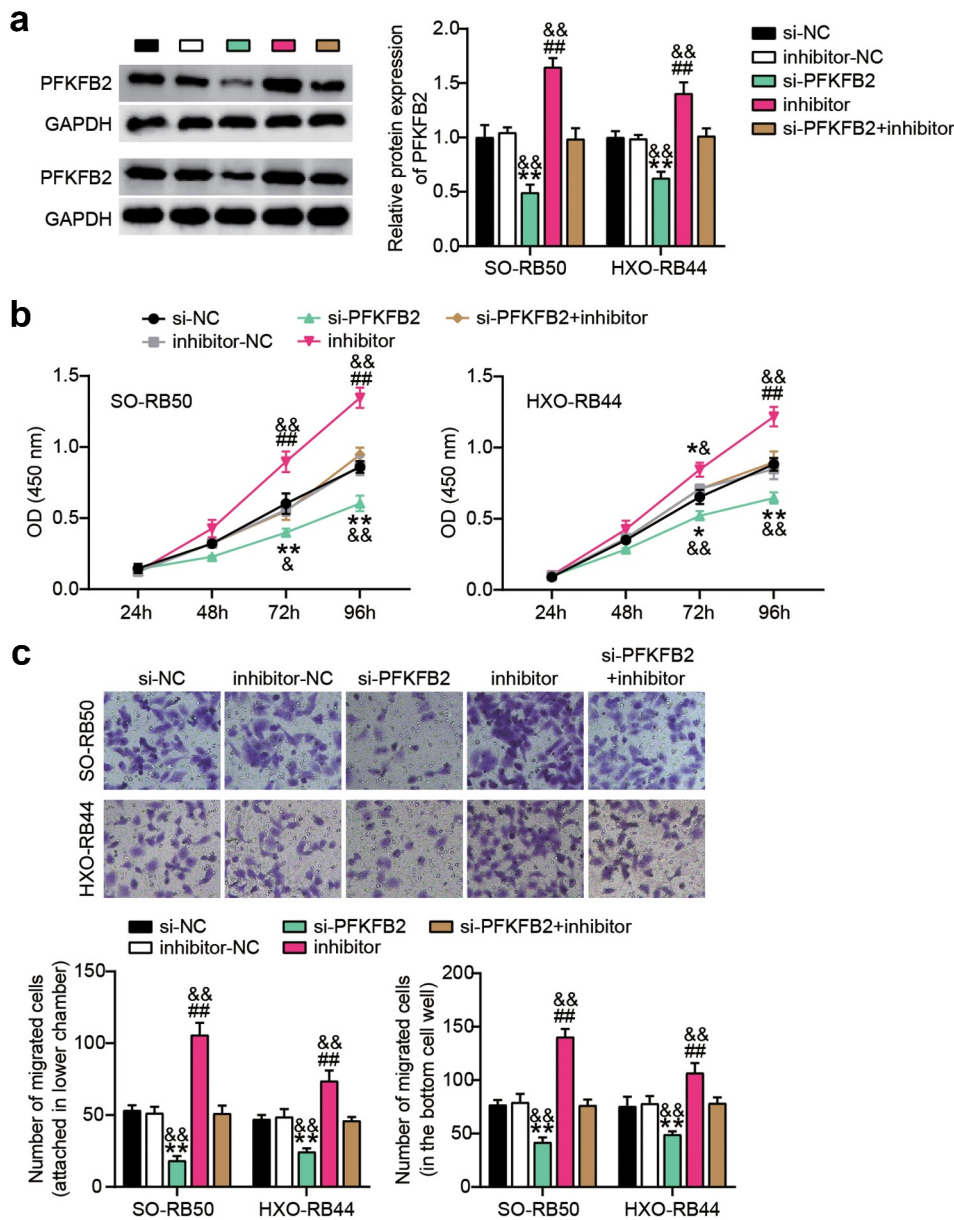 a
PFKFB2
GAPDH
PFKFB2
GAPDH
Relative protein expression
of PFKFB2
2.0
1.5
1.0
0.5
0.0
&&
##
&&
**
&&
##
&&
**
SO-RB50
HXO-RB44
si-NC
inhibitor-NC
si-PFKFB2
inhibitor
si-PFKFB2+inhibitor
b
si-NC
si-PFKFB2
si-PFKFB2+inhibitor
inhibitor-NC
inhibitor
SO-RB50
OD (450 nm)
1.5
1.0
0.5
0.0
&&
##
&&
##
**
&
**
&&
24h
48h
72h
96h
HXO-RB44
OD (450 nm)
1.5
1.0
0.5
0.0
*&
&&
##
*
&&
**
&&
24h
48h
72h
96h
c
si-NC
inhibitor-NC
si-PFKFB2
inhibitor
si-PFKFB2
+inhibitor
SO-RB50
HXO-RB44
si-NC
si-PFKFB2
si-PFKFB2+inhibitor
inhibitor-NC
inhibitor
Number of migrated cells
(attached in lower chamber)
150
100
50
0
&&
**
&&
##
&&
**
&&
##
SO-RB50
HXO-RB44
Number of migrated cells
(in the bottom cell well)
200
150
100
50
0
&&
**
&&
##
&&
**
&&
##
SO-RB50
HXO-RB44